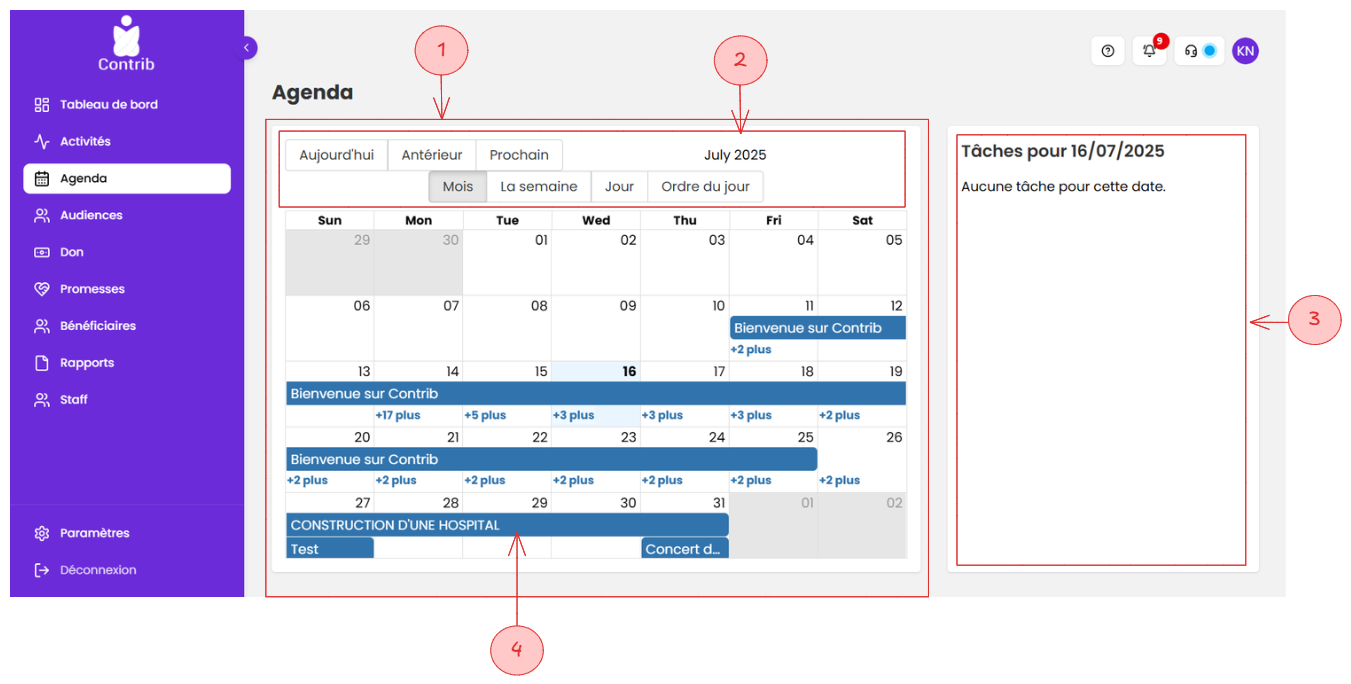 Contrib
Tableau de bord
Activités
Agenda
Audiences
Don
Promesses
Bénéficiaires
Rapports
Staff
Paramètres
Déconnexion
1
2
9
KN
Agenda
Aujourd'hui Antérieur Prochain July 2025
Mois La semaine Jour Ordre du jour
Sun Mon Tue Wed Thu Fri Sat
29 30 01 02 03 04 05
06 07 08 09 10 11 12
Bienvenue sur Contrib
+2 plus
13 14 15 16 17 18 19
Bienvenue sur Contrib
+17 plus +5 plus +3 plus +3 plus +3 plus +2 plus
20 21 22 23 24 25 26
Bienvenue sur Contrib
+2 plus +2 plus +2 plus +2 plus +2 plus +2 plus +2 plus
27 28 29 30 31 01 02
CONSTRUCTION D'UNE HOSPITAL
Test Concert d...
Tâches pour 16/07/2025
Aucune tâche pour cette date.
3
4